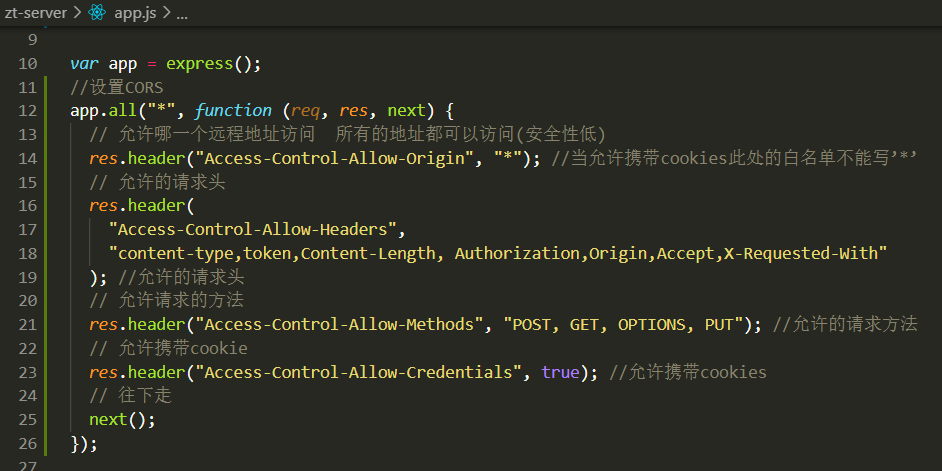 zt-server > app.js > ...
9
10 var app = express();
11 //设置CORS
12 app.all("*", function (req, res, next) {
13 // 允许哪一个远程地址访问 所有的地址都可以访问(安全性低)
14 res.header("Access-Control-Allow-Origin", "*"); //当允许携带cookies此处的白名单不能写’*’
15 // 允许的请求头
16 res.header(
17 "Access-Control-Allow-Headers",
18 "content-type,token,Content-Length, Authorization,Origin,Accept,X-Requested-With"
19 ); //允许的请求头
20 // 允许请求的方法
21 res.header("Access-Control-Allow-Methods", "POST, GET, OPTIONS, PUT"); //允许的请求方法
22 // 允许携带cookie
23 res.header("Access-Control-Allow-Credentials", true); //允许携带cookies
24 // 往下走
25 next();
26 });
27